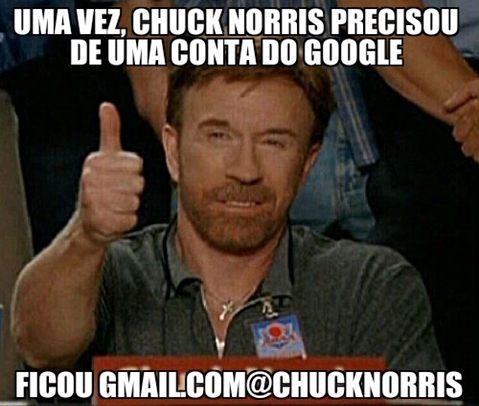 UMA VEZ, CHUCK NORRIS PRECISOU
DE UMA CONTA DO GOOGLE
FICOU GMAIL.COM@CHUCKNORRIS